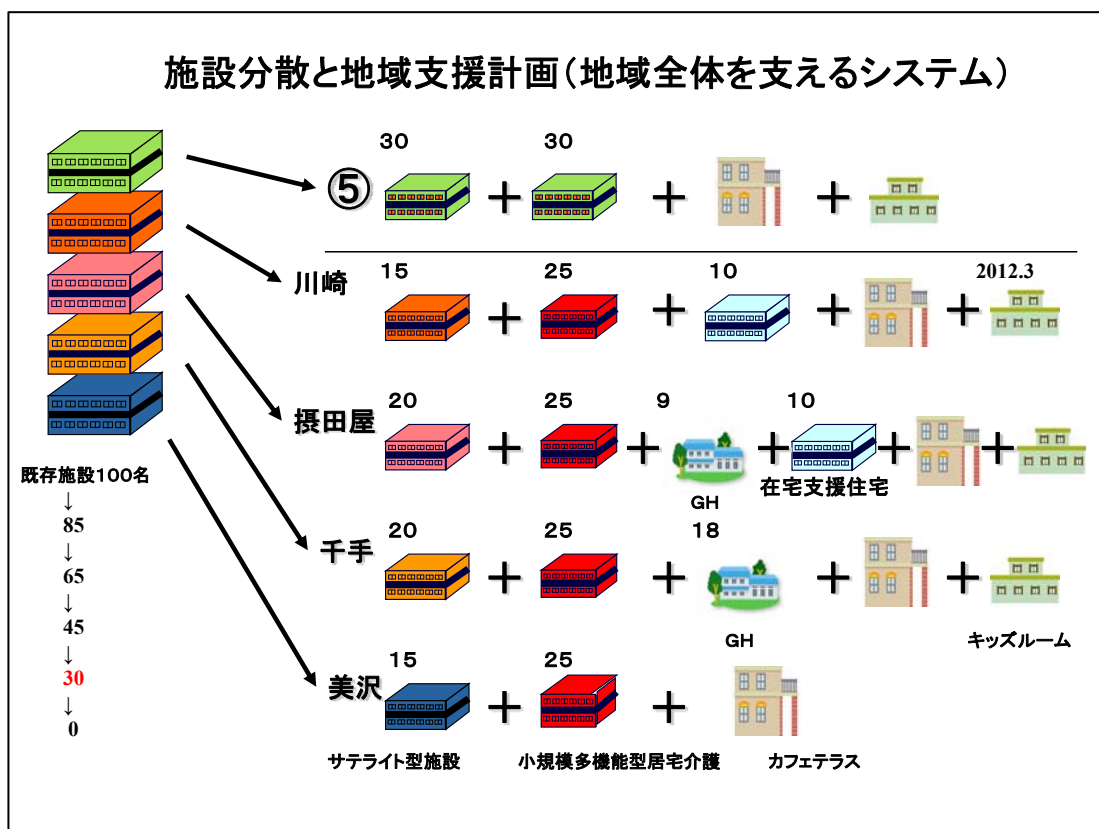 施設分散と地域支援計画（地域全体を支えるシステム）
30 30
⑤ + + +
川崎 15 25 10 2012.3
+ + + +
摂田屋 20 25 9 10
+ + + + +
GH 在宅支援住宅
千手 20 25 18
+ + + +
GH キッズルーム
美沢 15 25
+ +
サテライト型施設 小規模多機能型居宅介護 カフェテラス
既存施設１００名
↓
85
↓
65
↓
45
↓
30
↓
0